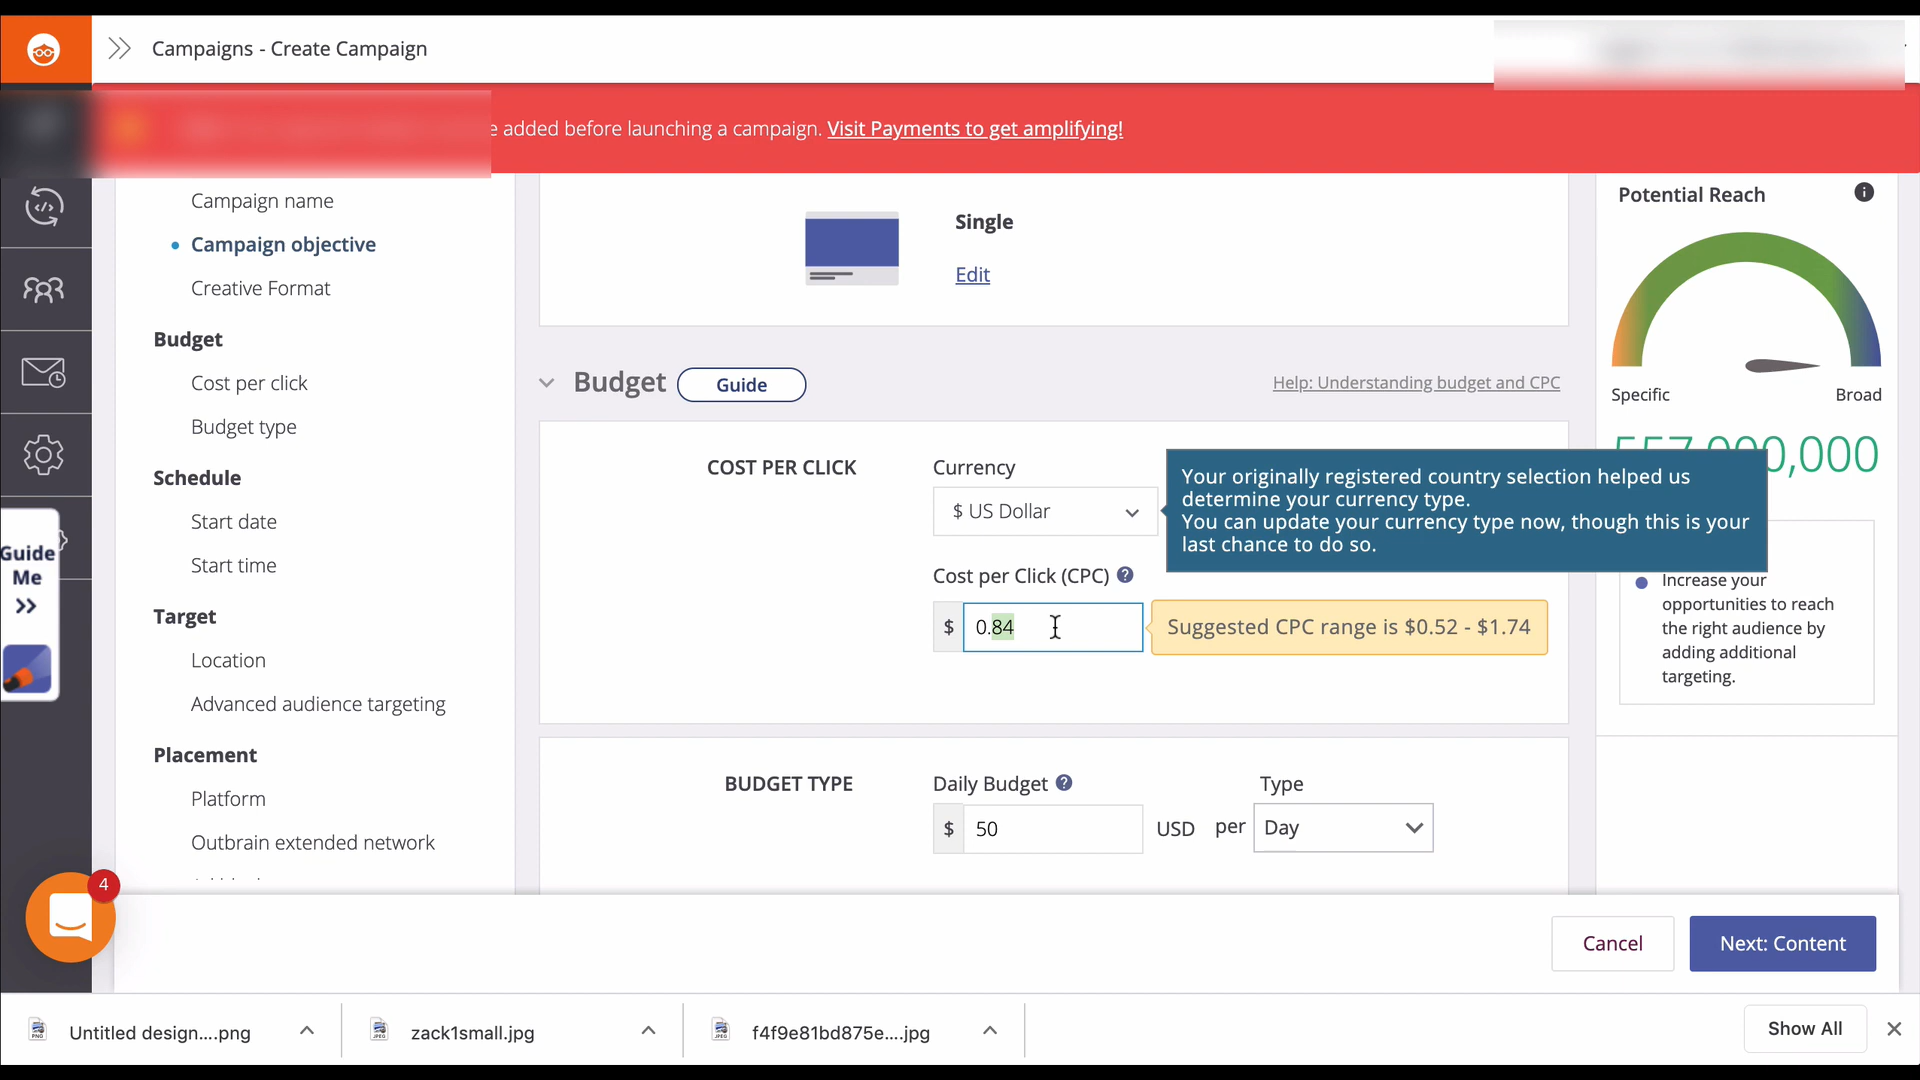 Campaigns - Create Campaign
added before launching a campaign. Visit Payments to get amplifying!
Campaign name
Campaign objective
Creative Format
Budget
Cost per click
Budget type
Schedule
Start date
Start time
Target
Location
Advanced audience targeting
Placement
Platform
Outbrain extended network
Guide
Me
>>
4
Single
Edit
Budget
Guide
Help: Understanding budget and CPC
COST PER CLICK
Currency
$ US Dollar
Your originally registered country selection helped us
determine your currency type.
You can update your currency type now, though this is your
last chance to do so.
Cost per Click (CPC) ?
$ 0.84
Suggested CPC range is $0.52 - $1.74
BUDGET TYPE
Daily Budget ?
Type
$ 50 USD per Day
Potential Reach i
Specific
Broad
Increase your
opportunities to reach
the right audience by
adding additional
targeting.
Cancel
Next: Content
Untitled design....png
zack1small.jpg
f4f9e81bd875e....jpg
Show All